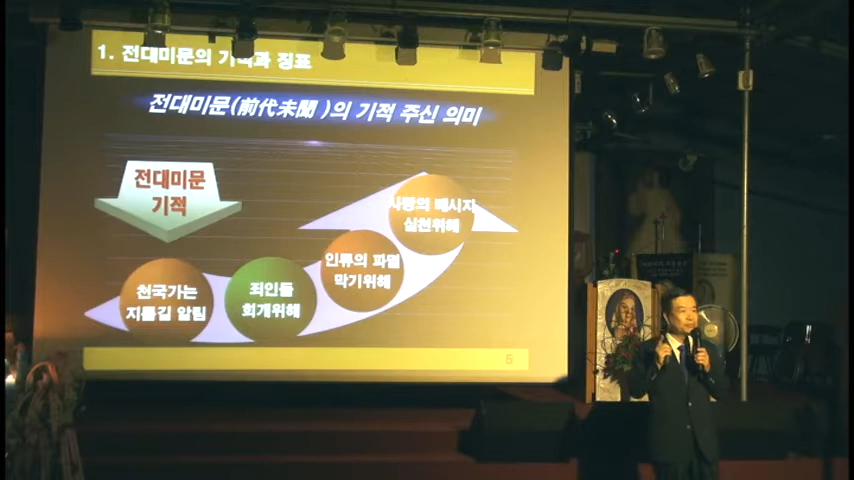 1. 전대미문의 기적과 징표
전대미문(前代未聞 )의 기적 주신 의미
전대미문
기적
사랑의 메시지
실천위해
인류의 파멸
막기위해
죄인들
회개위해
천국가는
지름길 알림
5